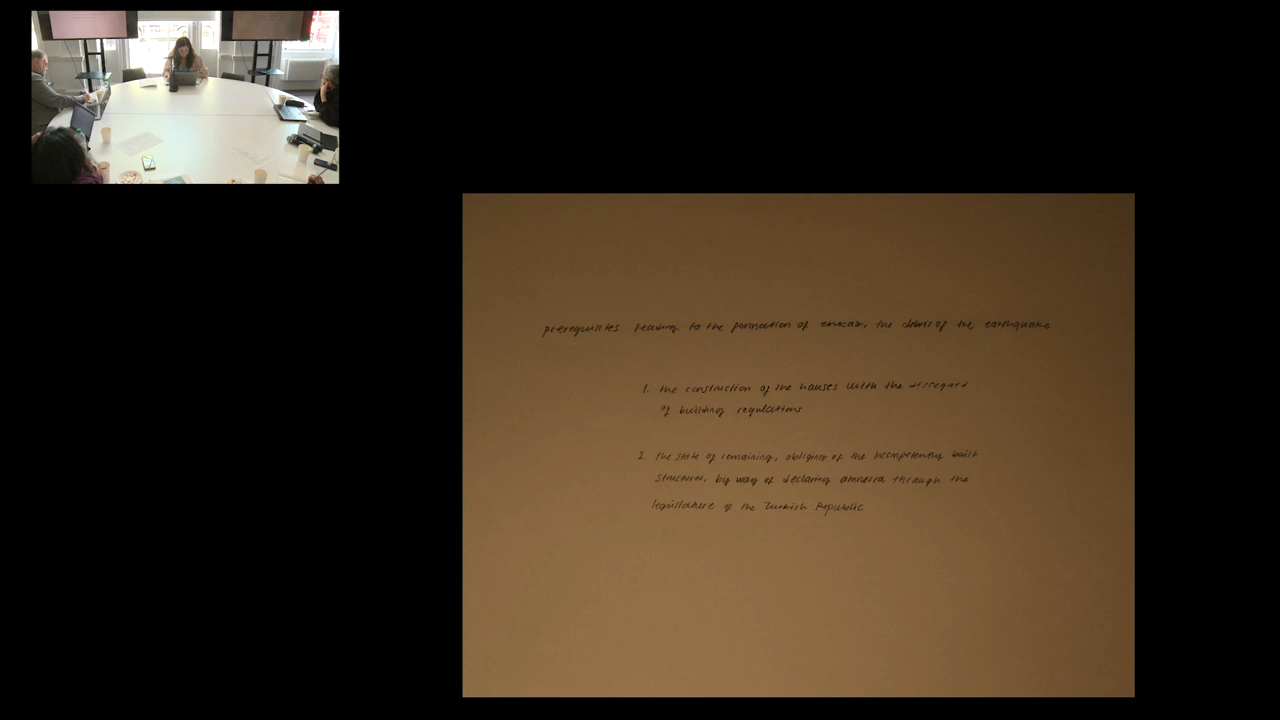 prerequisites leading to the formation of enkaz, the debris of the earthquake
1. the construction of the houses with the disregard
of building regulations
2. the state of remaining, obliging of the incompetently built
structures, by way of declaring amnesia through the
legislature of the Turkish Republic